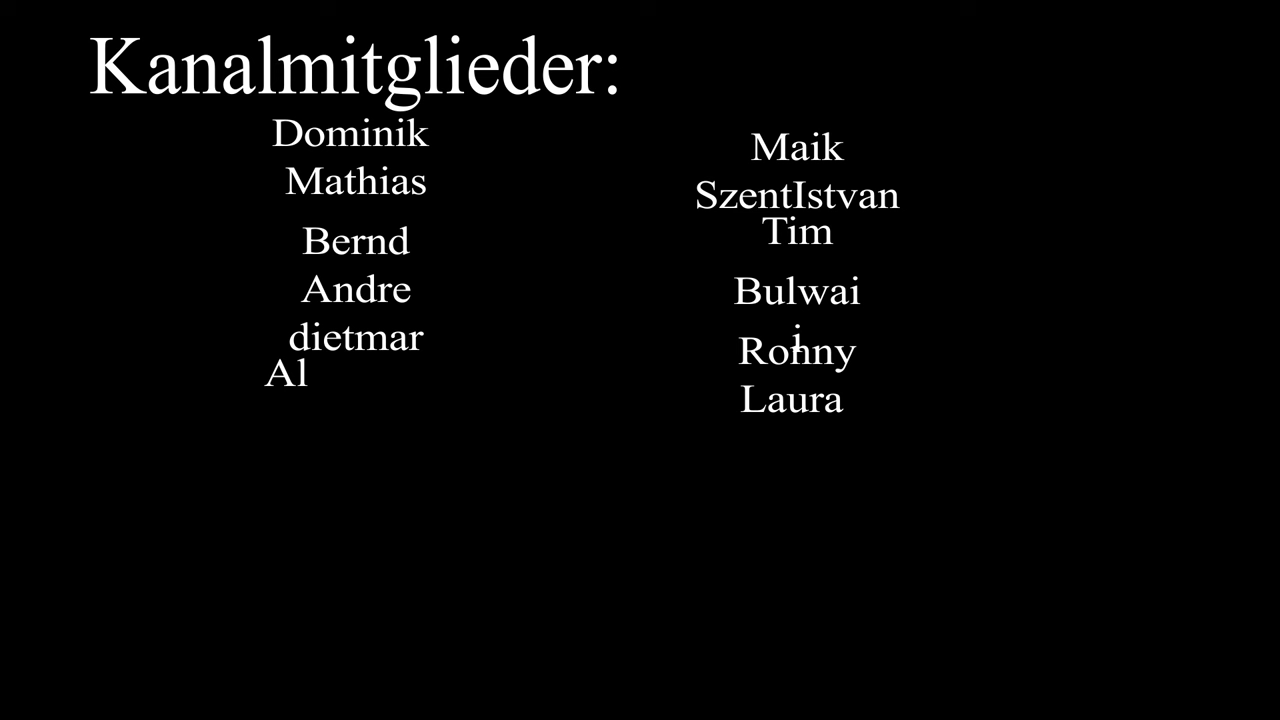 Kanalmitglieder:
Dominik
Mathias
Bernd
Andre
dietmar
Al
Maik
SzentIstvan
Tim
Bulwai
i
Ronny
Laura